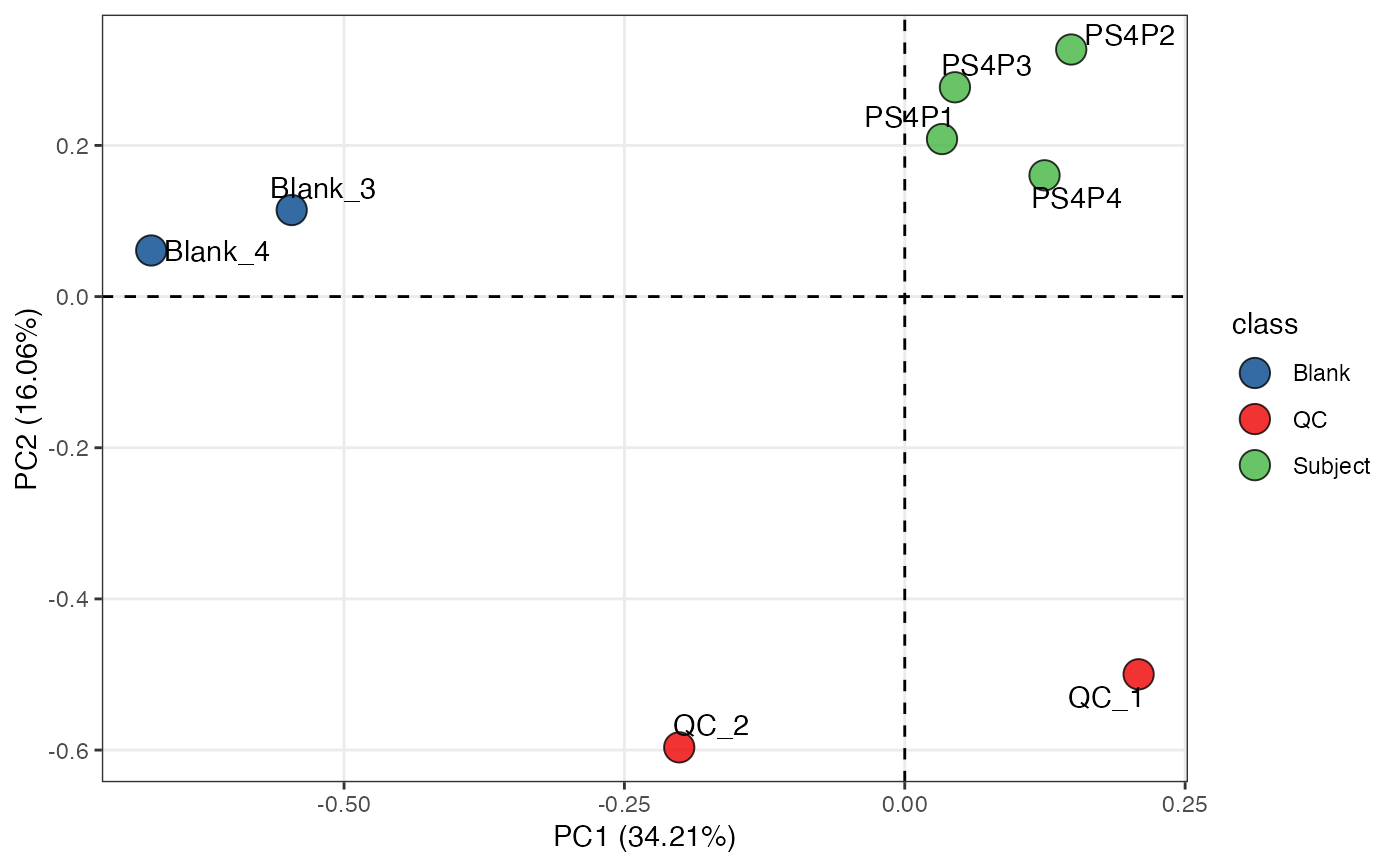 PS4P2
PS4P3
PS4P1
Blank_3
PS4P4
Blank_4
QC_1
QC_2
0.2
0.0
-0.2
-0.4
-0.6
-0.50
-0.25
0.00
0.25
PC1 (34.21%)
PC2 (16.06%)
class
Blank
QC
Subject